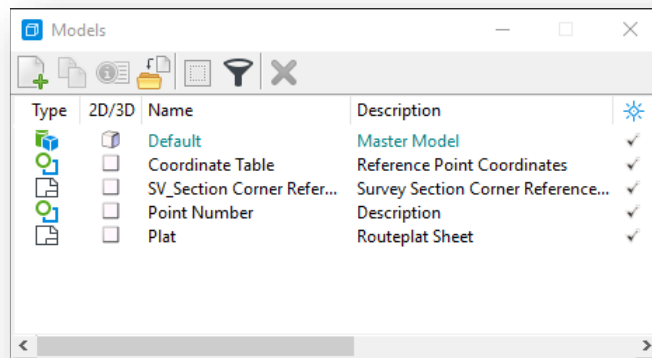 Models
Type 2D/3D Name Description
Default Master Model
Coordinate Table Reference Point Coordinates
SV_Section Corner Refer... Survey Section Corner Reference...
Point Number Description
Plat Routeplat Sheet